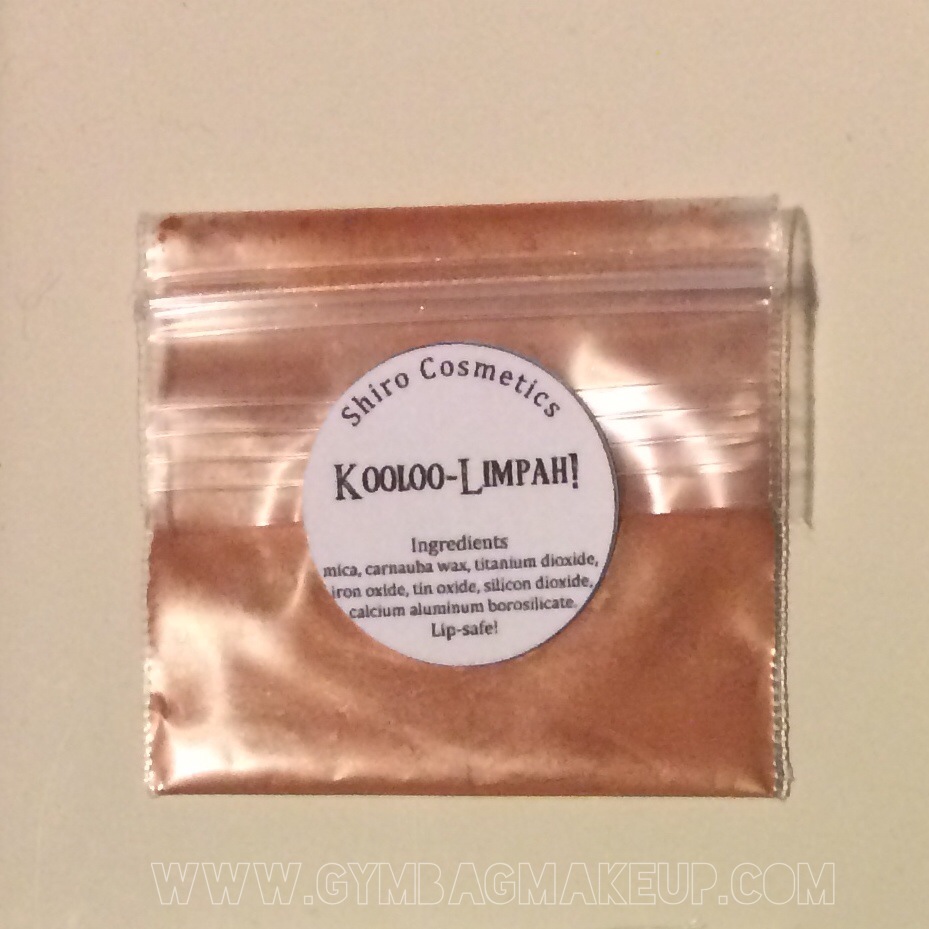 Shiro Cosmetics
Kooloo-Limpah!
Ingredients
mica, carnauba wax, titanium dioxide,
iron oxide, tin oxide, silicon dioxide,
calcium aluminum borosilicate.
Lip-safe!
WWW.GYMBAGMAKEUP.COM